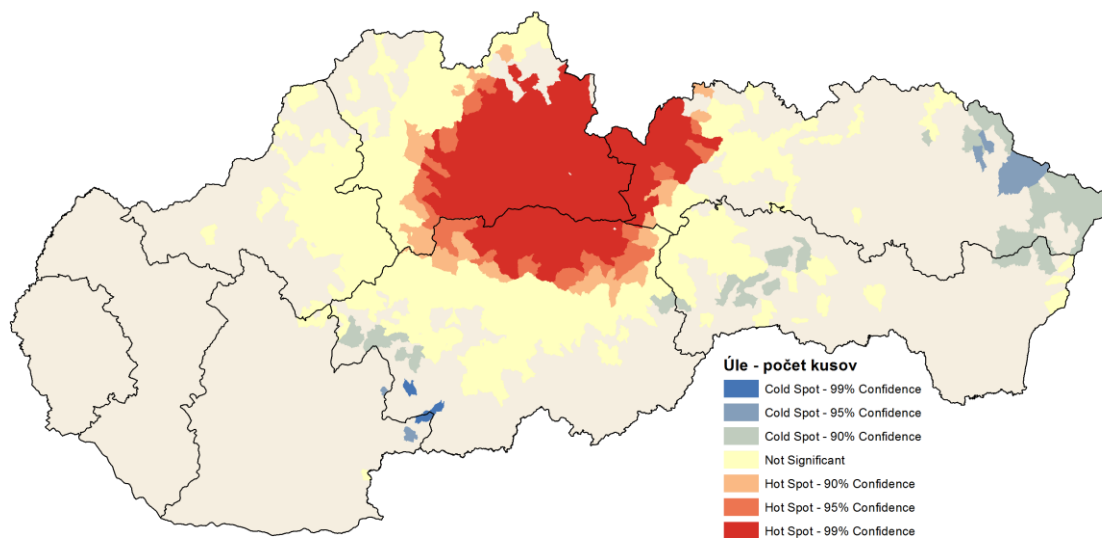 Úle - počet kusov
Cold Spot - 99% Confidence
Cold Spot - 95% Confidence
Cold Spot - 90% Confidence
Not Significant
Hot Spot - 90% Confidence
Hot Spot - 95% Confidence
Hot Spot - 99% Confidence